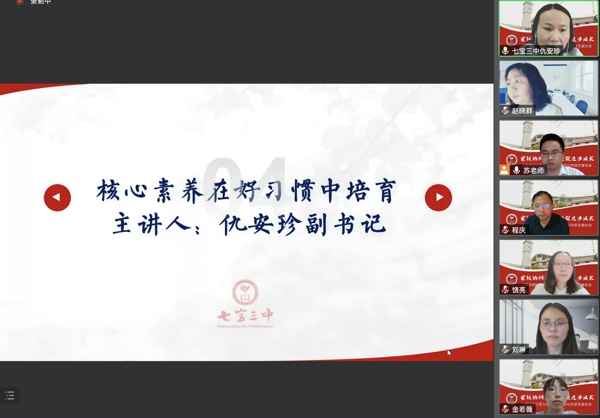 录制中
04
核心素养在好习惯中培育
主讲人：仇安珍副书记
七宝三中
七宝三中仇安珍
赵晓群
苏老师
程庆
饶亮
刘琳
金若薇